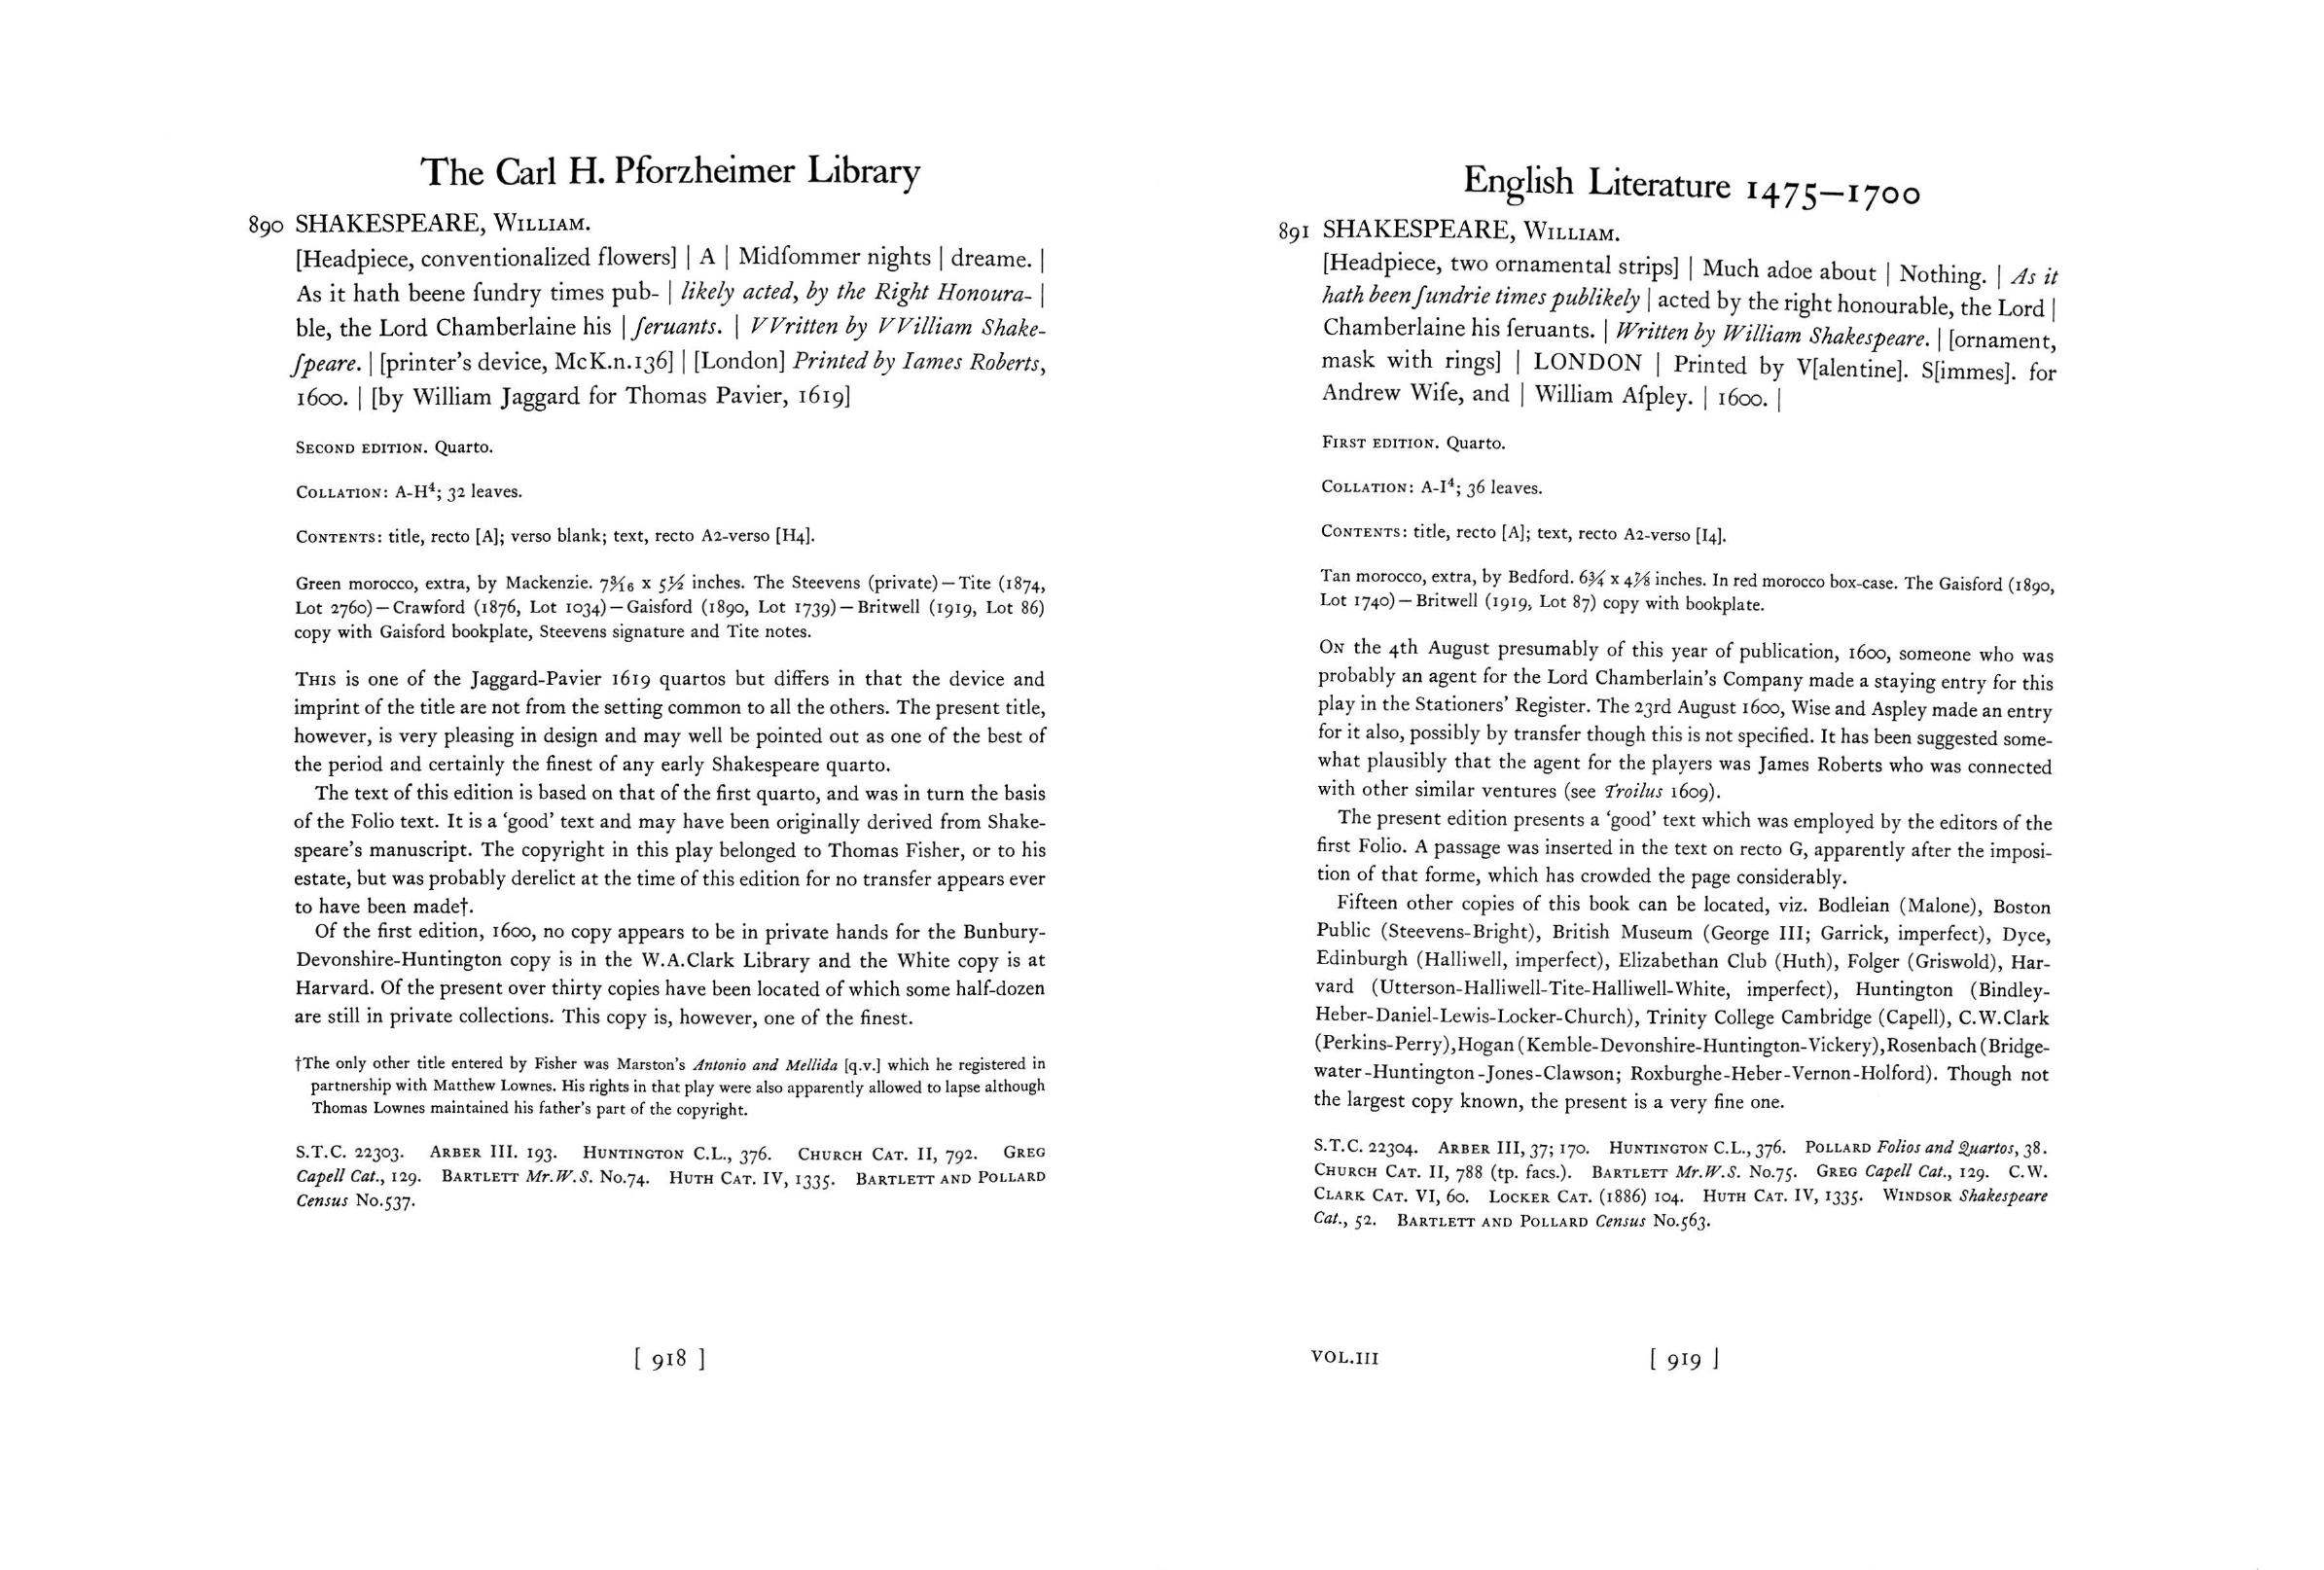 The Carl H. Pforzheimer Library
890 SHAKESPEARE, WILLIAM.
[Headpiece, conventionalized flowers] | A | Midſommer nights | dreame. |
As it hath beene ſundry times pub- | likely acted, by the Right Honoura- |
ble, the Lord Chamberlaine his | ſeruants. | VVritten by VVilliam Shake-
ſpeare. | [printer's device, McK.n.136] | [London] Printed by Iames Roberts,
1600. | [by William Jaggard for Thomas Pavier, 1619]
SECOND EDITION. Quarto.
COLLATION: A-H⁴; 32 leaves.
CONTENTS: title, recto [A]; verso blank; text, recto A2-verso [H4].
Green morocco, extra, by Mackenzie. 7 9/16 x 5 1/2 inches. The Steevens (private)—Tite (1874,
Lot 2760)—Crawford (1876, Lot 1034)—Gaisford (1890, Lot 1739)—Britwell (1919, Lot 86)
copy with Gaisford bookplate, Steevens signature and Tite notes.
THIS is one of the Jaggard-Pavier 1619 quartos but differs in that the device and
imprint of the title are not from the setting common to all the others. The present title,
however, is very pleasing in design and may well be pointed out as one of the best of
the period and certainly the finest of any early Shakespeare quarto.
The text of this edition is based on that of the first quarto, and was in turn the basis
of the Folio text. It is a 'good' text and may have been originally derived from Shake-
speare's manuscript. The copyright in this play belonged to Thomas Fisher, or to his
estate, but was probably derelict at the time of this edition for no transfer appears ever
to have been made†.
Of the first edition, 1600, no copy appears to be in private hands for the Bunbury-
Devonshire-Huntington copy is in the W.A.Clark Library and the White copy is at
Harvard. Of the present over thirty copies have been located of which some half-dozen
are still in private collections. This copy is, however, one of the finest.
†The only other title entered by Fisher was Marston's Antonio and Mellida [q.v.] which he registered in
partnership with Matthew Lownes. His rights in that play were also apparently allowed to lapse although
Thomas Lownes maintained his father's part of the copyright.
S.T.C. 22303. ARBER III. 193. HUNTINGTON C.L., 376. CHURCH CAT. II, 792. GREG
Capell Cat., 129. BARTLETT Mr.W.S. No.74. HUTH CAT. IV, 1335. BARTLETT AND POLLARD
Census No.537.
[ 918 ]
English Literature 1475—1700
891 SHAKESPEARE, WILLIAM.
[Headpiece, two ornamental strips] | Much adoe about | Nothing. | As it
hath been ſundrie times publikely | acted by the right honourable, the Lord |
Chamberlaine his ſeruants. | Written by William Shakespeare. | [ornament,
mask with rings] | LONDON | Printed by V[alentine]. S[immes]. for
Andrew Wiſe, and | William Aſpley. | 1600. |
FIRST EDITION. Quarto.
COLLATION: A-I⁴; 36 leaves.
CONTENTS: title, recto [A]; text, recto A2-verso [I4].
Tan morocco, extra, by Bedford. 6 3/4 x 4 7/8 inches. In red morocco box-case. The Gaisford (1890,
Lot 1740)—Britwell (1919, Lot 87) copy with bookplate.
ON the 4th August presumably of this year of publication, 1600, someone who was
probably an agent for the Lord Chamberlain's Company made a staying entry for this
play in the Stationers' Register. The 23rd August 1600, Wise and Aspley made an entry
for it also, possibly by transfer though this is not specified. It has been suggested some-
what plausibly that the agent for the players was James Roberts who was connected
with other similar ventures (see Troilus 1609).
The present edition presents a 'good' text which was employed by the editors of the
first Folio. A passage was inserted in the text on recto G, apparently after the imposi-
tion of that forme, which has crowded the page considerably.
Fifteen other copies of this book can be located, viz. Bodleian (Malone), Boston
Public (Steevens-Bright), British Museum (George III; Garrick, imperfect), Dyce,
Edinburgh (Halliwell, imperfect), Elizabethan Club (Huth), Folger (Griswold), Har-
vard (Utterson-Halliwell-Tite-Halliwell-White, imperfect), Huntington (Bindley-
Heber-Daniel-Lewis-Locker-Church), Trinity College Cambridge (Capell), C.W.Clark
(Perkins-Perry), Hogan (Kemble-Devonshire-Huntington-Vickery), Rosenbach (Bridge-
water-Huntington-Jones-Clawson; Roxburghe-Heber-Vernon-Holford). Though not
the largest copy known, the present is a very fine one.
S.T.C. 22304. ARBER III, 37; 170. HUNTINGTON C.L., 376. POLLARD Folios and Quartos, 38.
CHURCH CAT. II, 788 (tp. facs.). BARTLETT Mr.W.S. No.75. GREG Capell Cat., 129. C.W.
CLARK CAT. VI, 60. LOCKER CAT. (1886) 104. HUTH CAT. IV, 1335. WINDSOR Shakespeare
Cat., 52. BARTLETT AND POLLARD Census No.563.
VOL.III
[ 919 ]